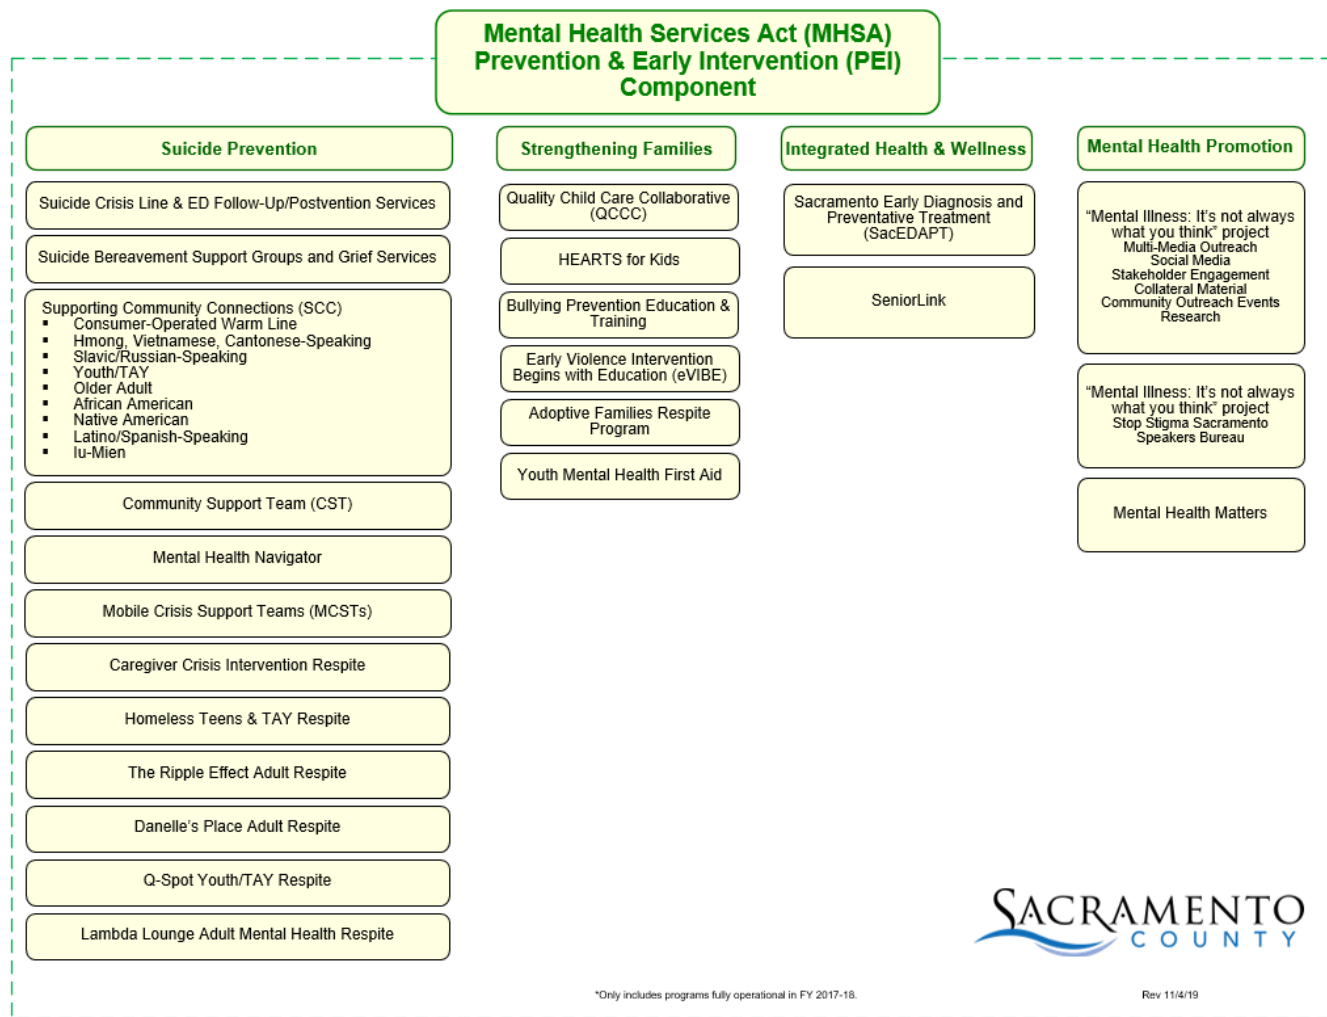 Mental Health Services Act (MHSA)
Prevention & Early Intervention (PEI)
Component
Suicide Prevention
Suicide Crisis Line & ED Follow-Up/Postvention Services
Suicide Bereavement Support Groups and Grief Services
Supporting Community Connections (SCC)
▪ Consumer-Operated Warm Line
▪ Hmong, Vietnamese, Cantonese-Speaking
▪ Slavic/Russian-Speaking
▪ Youth/TAY
▪ Older Adult
▪ African American
▪ Native American
▪ Latino/Spanish-Speaking
▪ Iu-Mien
Community Support Team (CST)
Mental Health Navigator
Mobile Crisis Support Teams (MCSTs)
Caregiver Crisis Intervention Respite
Homeless Teens & TAY Respite
The Ripple Effect Adult Respite
Danelle's Place Adult Respite
Q-Spot Youth/TAY Respite
Lambda Lounge Adult Mental Health Respite
Strengthening Families
Quality Child Care Collaborative
(QCCC)
HEARTS for Kids
Bullying Prevention Education &
Training
Early Violence Intervention
Begins with Education (eVIBE)
Adoptive Families Respite
Program
Youth Mental Health First Aid
Integrated Health & Wellness
Sacramento Early Diagnosis and
Preventative Treatment
(SacEDAPT)
SeniorLink
Mental Health Promotion
“Mental Illness: It's not always
what you think” project
Multi-Media Outreach
Social Media
Stakeholder Engagement
Collateral Material
Community Outreach Events
Research
“Mental Illness: It's not always
what you think” project
Stop Stigma Sacramento
Speakers Bureau
Mental Health Matters
SACRAMENTO
COUNTY
*Only includes programs fully operational in FY 2017-18.
Rev 11/4/19